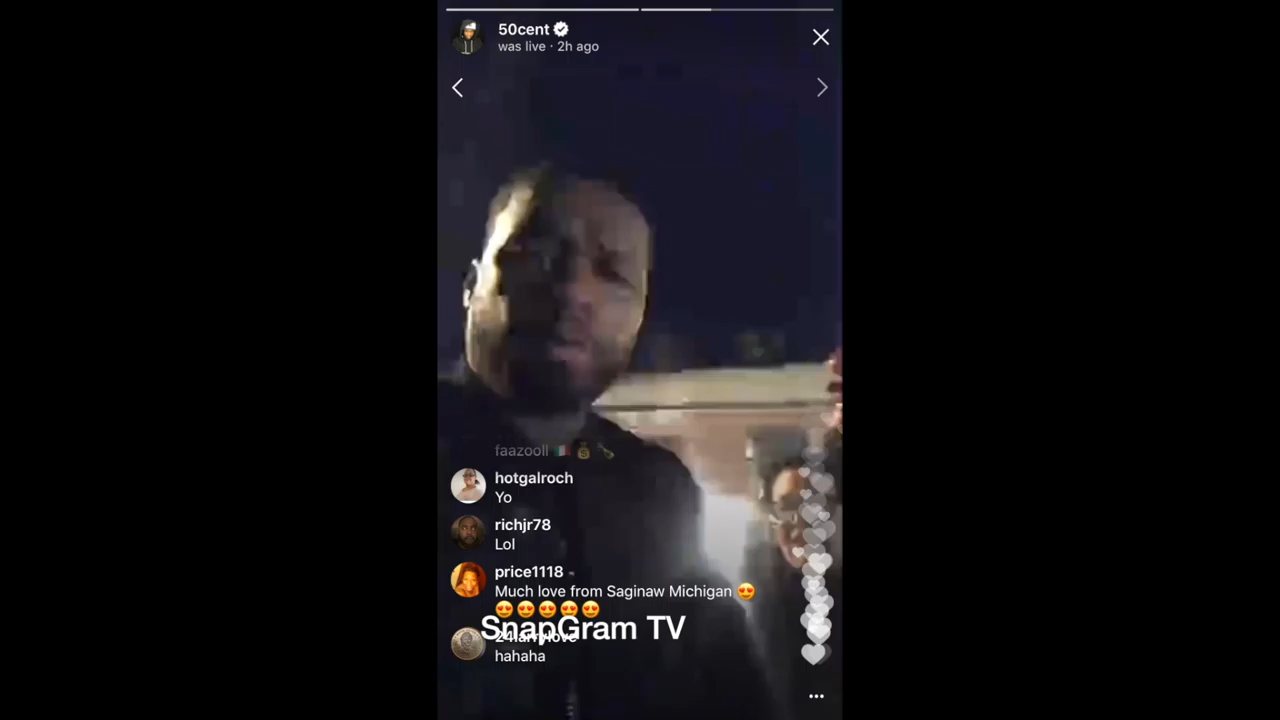 50cent
was live · 2h ago
faazooll 🇮🇹 💰 🍾
hotgalroch
Yo
richjr78
Lol
price1118
Much love from Saginaw Michigan 😍
😍😍😍😍😍
SnapGram TV
24larrylove
hahaha